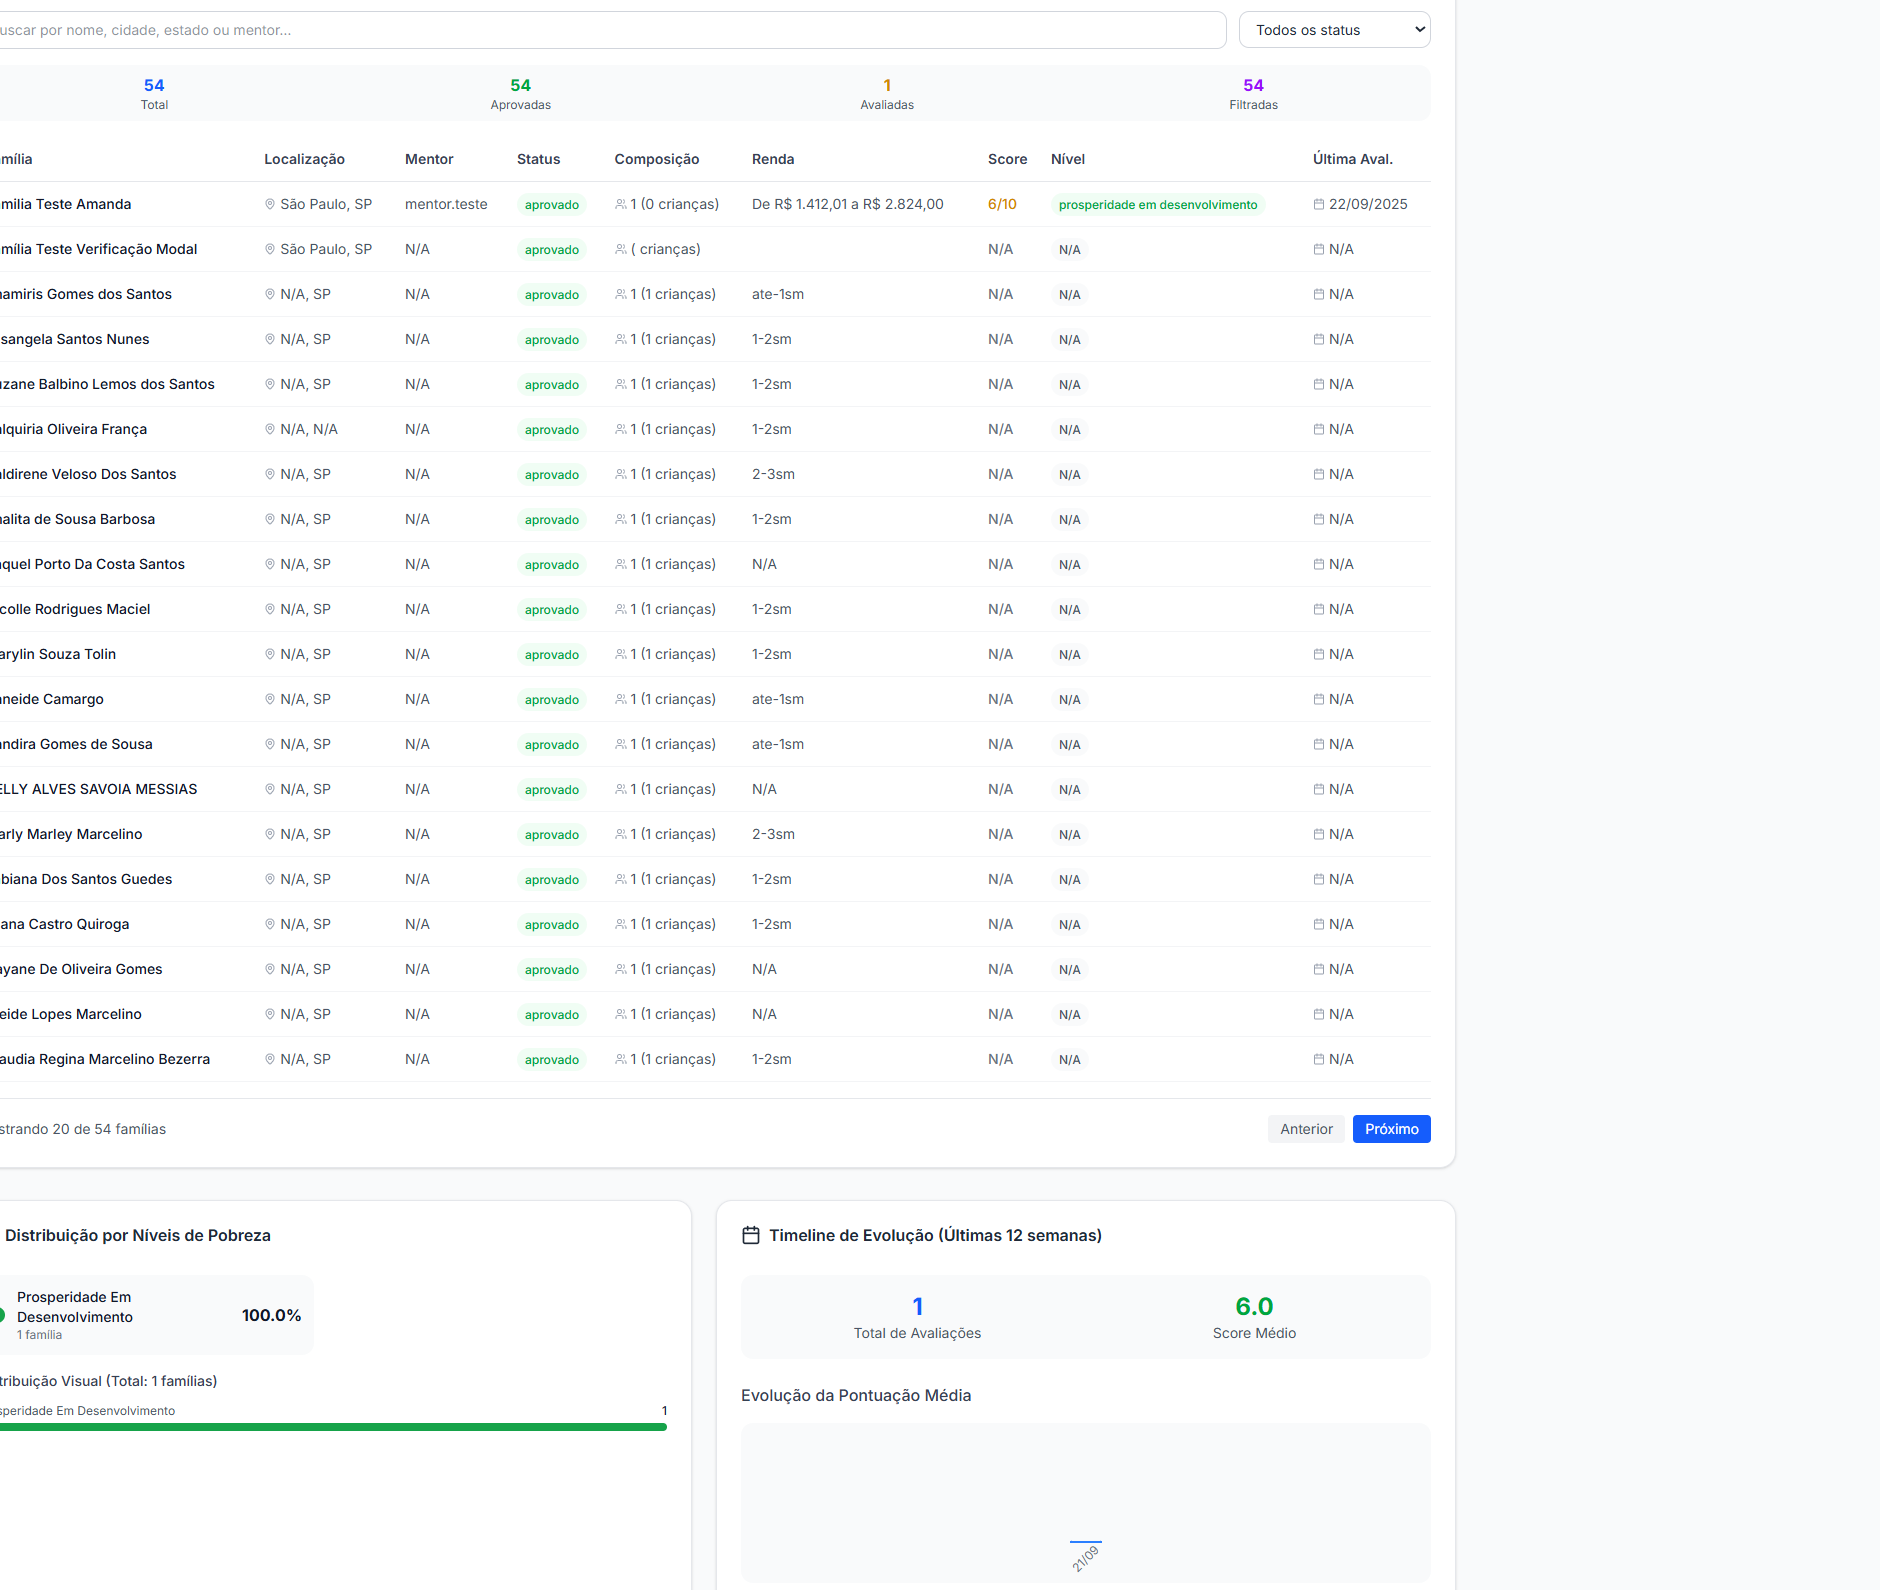 uscar por nome, cidade, estado ou mentor...
Todos os status
54
Total
54
Aprovadas
1
Avaliadas
54
Filtradas
mília Localização Mentor Status Composição Renda Score Nível Última Aval.
milia Teste Amanda São Paulo, SP mentor.teste aprovado 1 (0 crianças) De R$ 1.412,01 a R$ 2.824,00 6/10 prosperidade em desenvolvimento 22/09/2025
mília Teste Verificação Modal São Paulo, SP N/A aprovado ( crianças) N/A N/A N/A
amiris Gomes dos Santos N/A, SP N/A aprovado 1 (1 crianças) ate-1sm N/A N/A N/A
sangela Santos Nunes N/A, SP N/A aprovado 1 (1 crianças) 1-2sm N/A N/A N/A
uzane Balbino Lemos dos Santos N/A, SP N/A aprovado 1 (1 crianças) 1-2sm N/A N/A N/A
alquiria Oliveira França N/A, N/A N/A aprovado 1 (1 crianças) 1-2sm N/A N/A N/A
aldirene Veloso Dos Santos N/A, SP N/A aprovado 1 (1 crianças) 2-3sm N/A N/A N/A
halita de Sousa Barbosa N/A, SP N/A aprovado 1 (1 crianças) 1-2sm N/A N/A N/A
aquel Porto Da Costa Santos N/A, SP N/A aprovado 1 (1 crianças) N/A N/A N/A N/A
colle Rodrigues Maciel N/A, SP N/A aprovado 1 (1 crianças) 1-2sm N/A N/A N/A
arylin Souza Tolin N/A, SP N/A aprovado 1 (1 crianças) 1-2sm N/A N/A N/A
aneide Camargo N/A, SP N/A aprovado 1 (1 crianças) ate-1sm N/A N/A N/A
andira Gomes de Sousa N/A, SP N/A aprovado 1 (1 crianças) ate-1sm N/A N/A N/A
ELLY ALVES SAVOIA MESSIAS N/A, SP N/A aprovado 1 (1 crianças) N/A N/A N/A N/A
arly Marley Marcelino N/A, SP N/A aprovado 1 (1 crianças) 2-3sm N/A N/A N/A
biana Dos Santos Guedes N/A, SP N/A aprovado 1 (1 crianças) 1-2sm N/A N/A N/A
ana Castro Quiroga N/A, SP N/A aprovado 1 (1 crianças) 1-2sm N/A N/A N/A
ayane De Oliveira Gomes N/A, SP N/A aprovado 1 (1 crianças) N/A N/A N/A N/A
eide Lopes Marcelino N/A, SP N/A aprovado 1 (1 crianças) N/A N/A N/A N/A
audia Regina Marcelino Bezerra N/A, SP N/A aprovado 1 (1 crianças) 1-2sm N/A N/A N/A
strando 20 de 54 famílias
Anterior
Próximo
Distribuição por Níveis de Pobreza
Prosperidade Em
Desenvolvimento
1 família
100.0%
tribuição Visual (Total: 1 famílias)
speridade Em Desenvolvimento 1
Timeline de Evolução (Últimas 12 semanas)
1
Total de Avaliações
6.0
Score Médio
Evolução da Pontuação Média
21/09